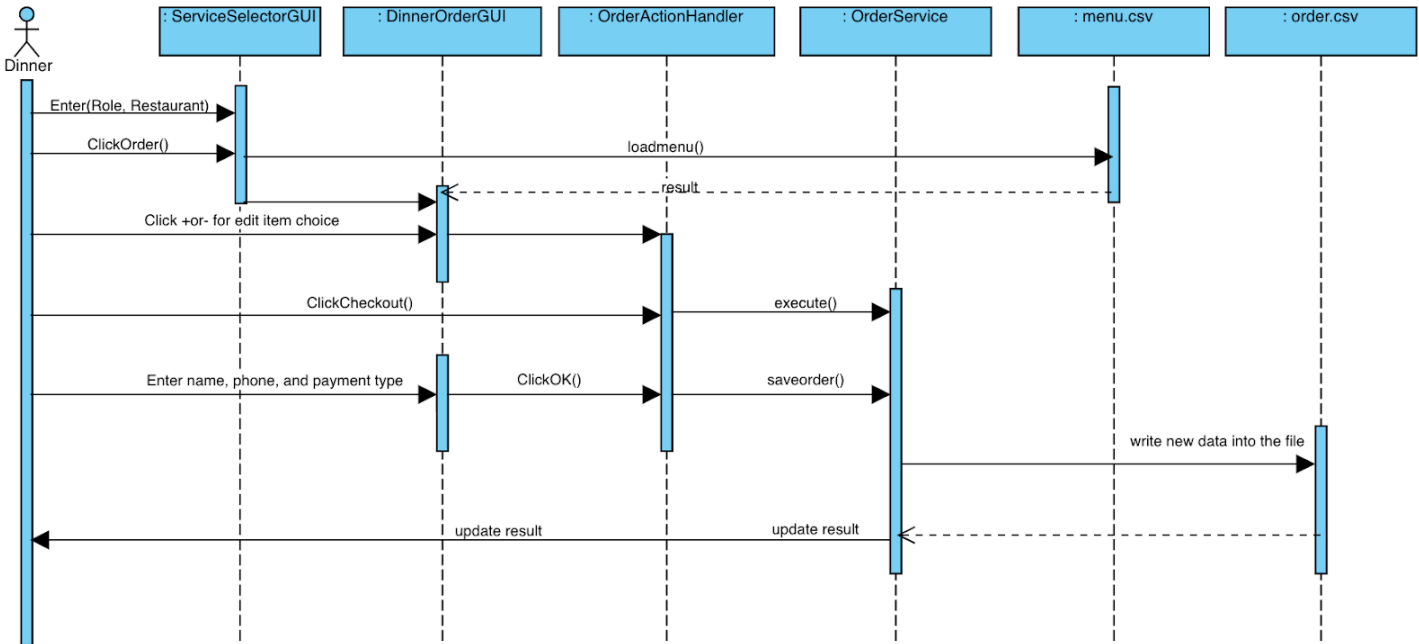 : ServiceSelectorGUI
: DinnerOrderGUI
: OrderActionHandler
: OrderService
: menu.csv
: order.csv
Dinner
Enter(Role, Restaurant)
ClickOrder()
loadmenu()
result
Click +or- for edit item choice
ClickCheckout()
execute()
Enter name, phone, and payment type
ClickOK()
saveorder()
write new data into the file
update result
update result